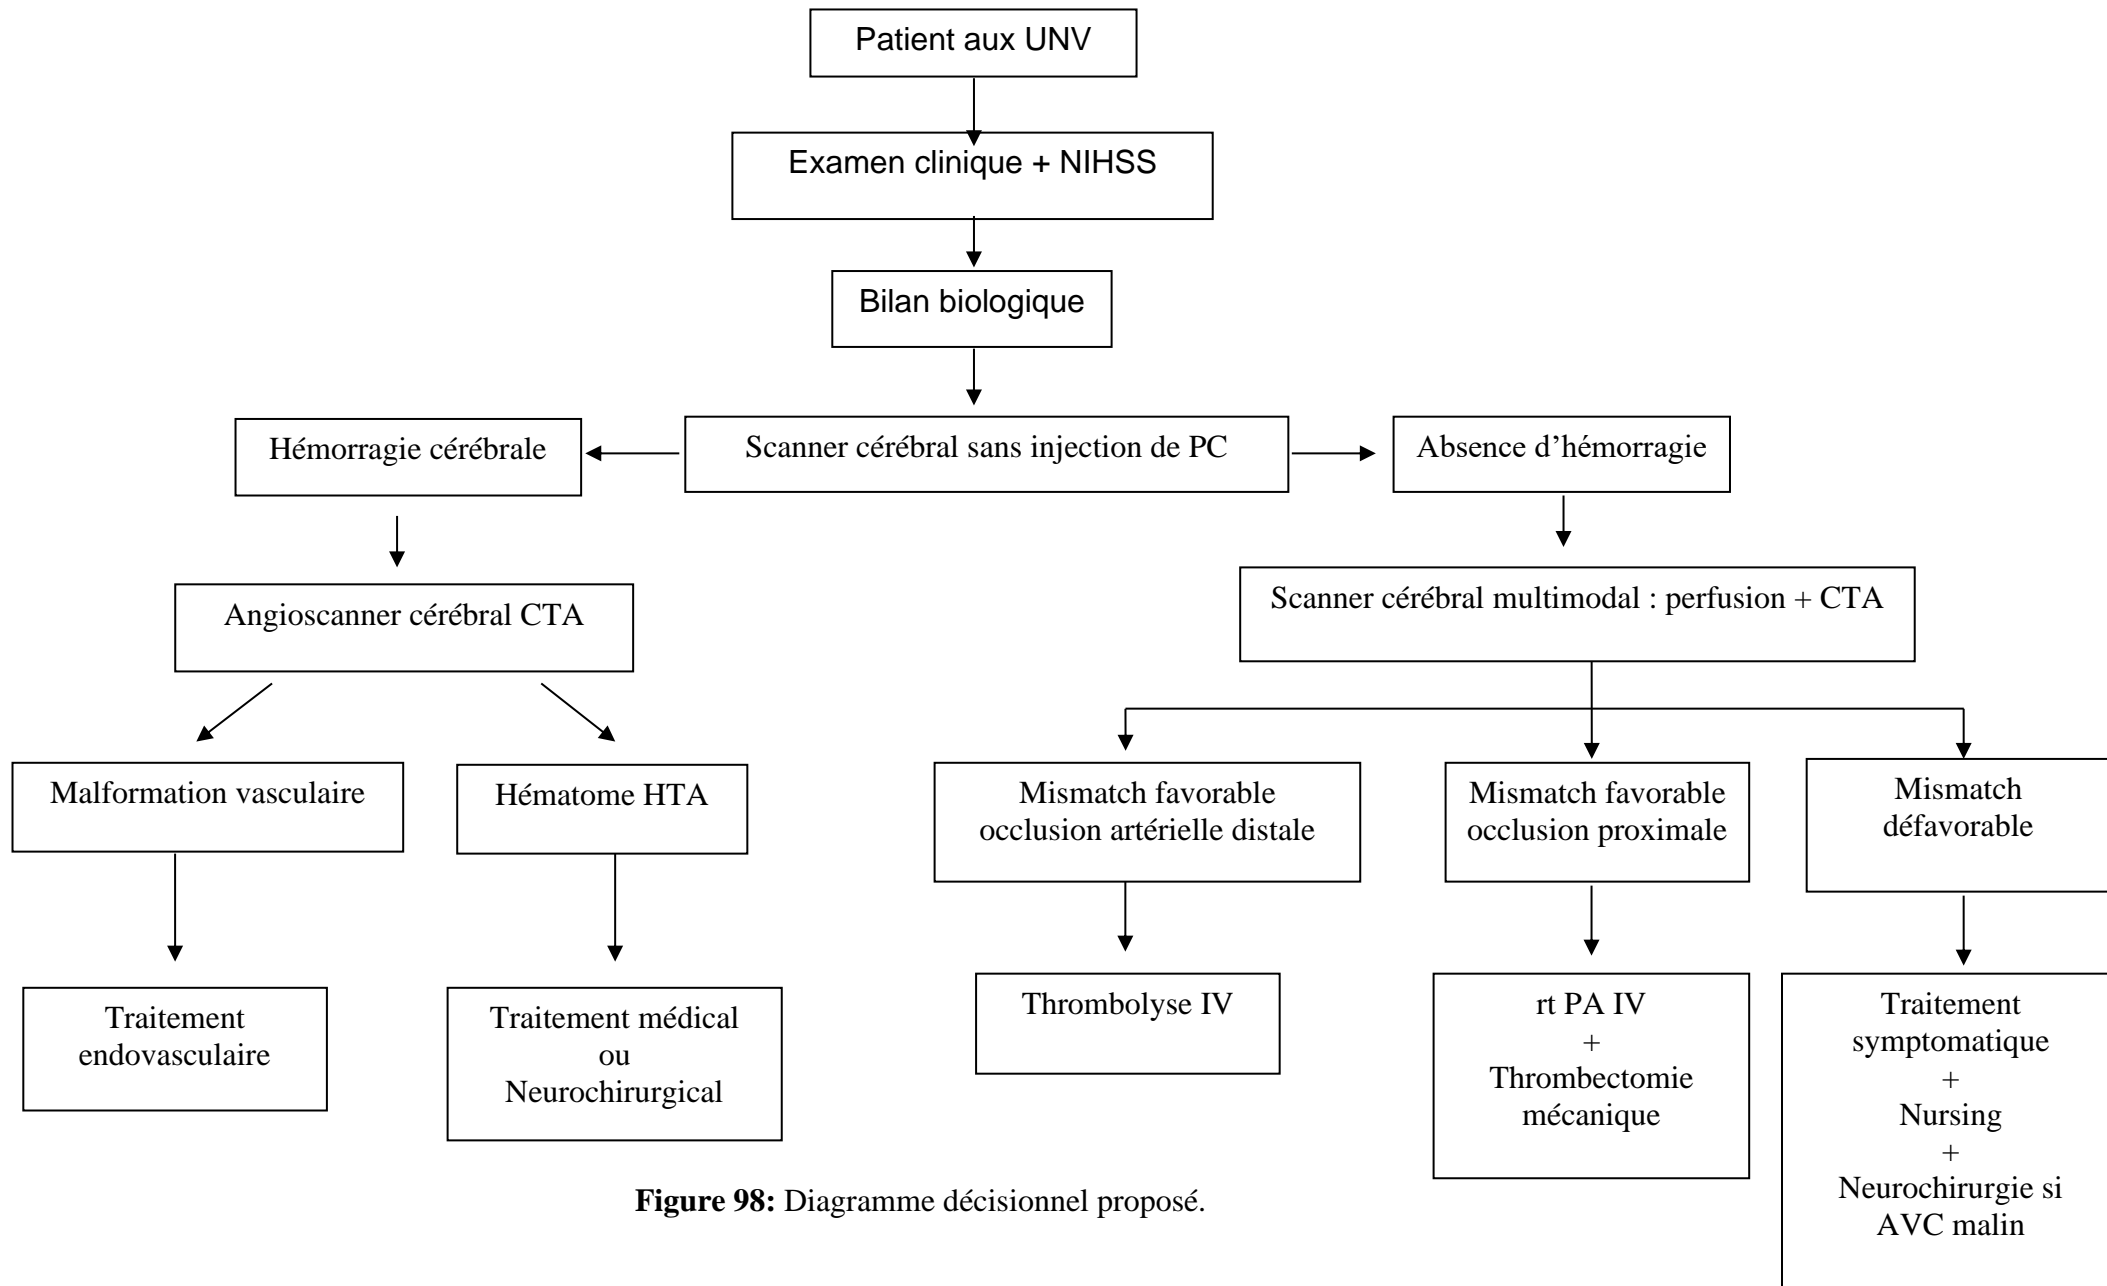 Patient aux UNV
Examen clinique + NIHSS
Bilan biologique
Hémorragie cérébrale
Scanner cérébral sans injection de PC
Absence d’hémorragie
Angioscanner cérébral CTA
Scanner cérébral multimodal : perfusion + CTA
Malformation vasculaire
Hématome HTA
Mismatch favorable
occlusion artérielle distale
Mismatch favorable
occlusion proximale
Mismatch
défavorable
Traitement
endovasculaire
Traitement médical
ou
Neurochirurgical
Thrombolyse IV
rt PA IV
+
Thrombectomie
mécanique
Traitement
symptomatique
+
Nursing
+
Neurochirurgie si
AVC malin
Figure 98: Diagramme décisionnel proposé.